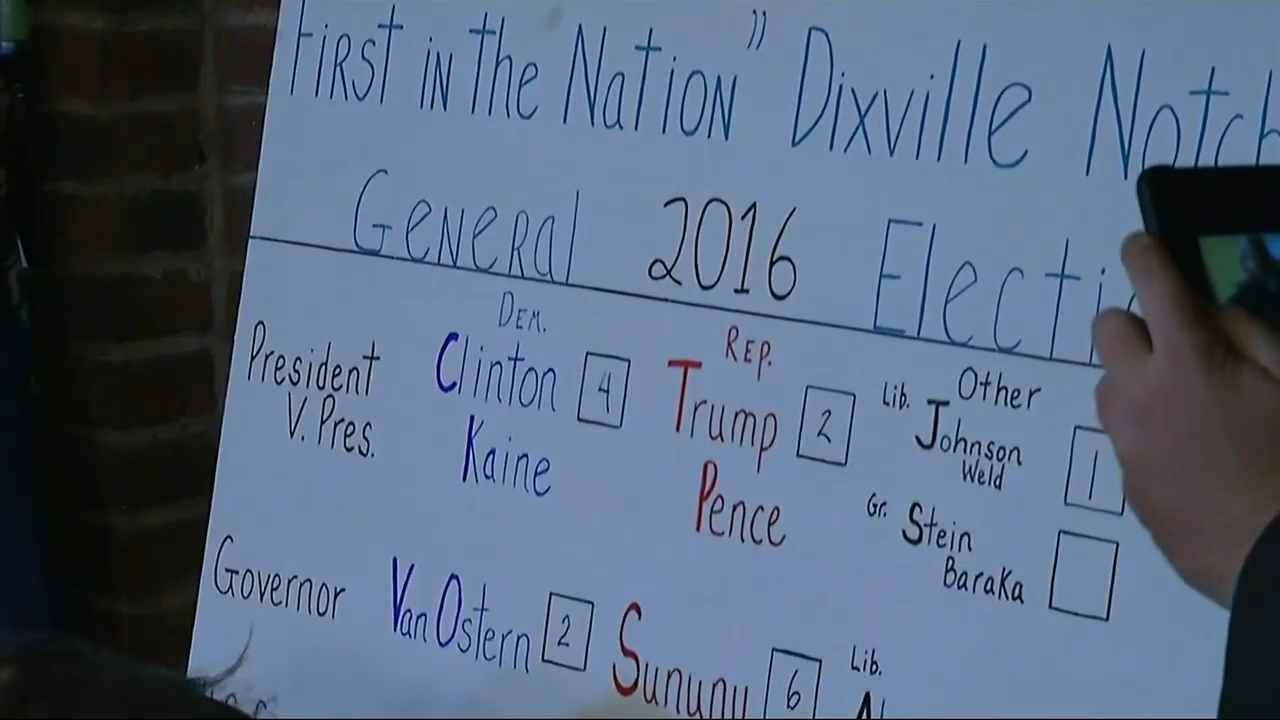 First in the Nation" Dixville Notch
General 2016 Electi
Dem. Rep. Other
President Clinton 4 Trump 2 Lib. Johnson 1
V. Pres. Kaine Pence Weld
Gr. Stein
Baraka
Governor Van Ostern 2 Sununu 6 Lib.